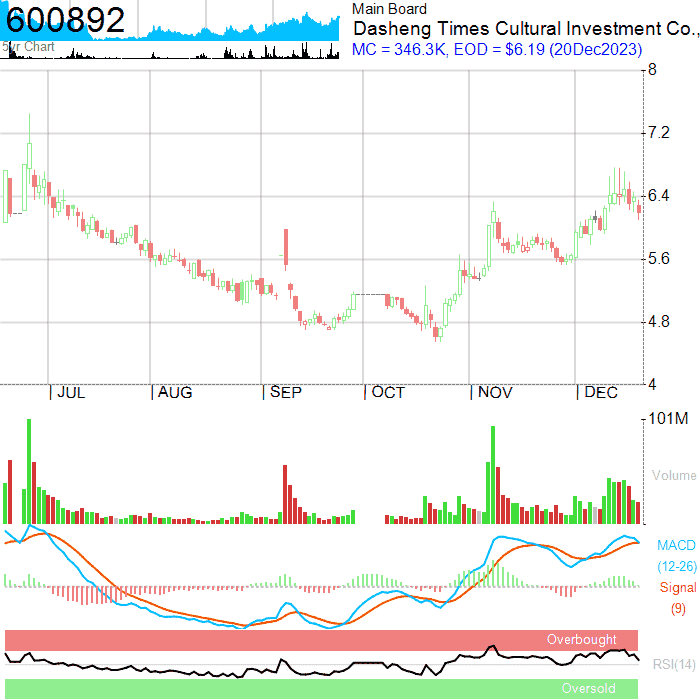 600892
5yr Chart
Main Board
Dasheng Times Cultural Investment Co.,
MC = 346.3K, EOD = $6.19 (20Dec2023)
8
7.2
6.4
5.6
4.8
4
JUL
AUG
SEP
OCT
NOV
DEC
101M
Volume
MACD
(12-26)
Signal
(9)
Overbought
RSI(14)
Oversold